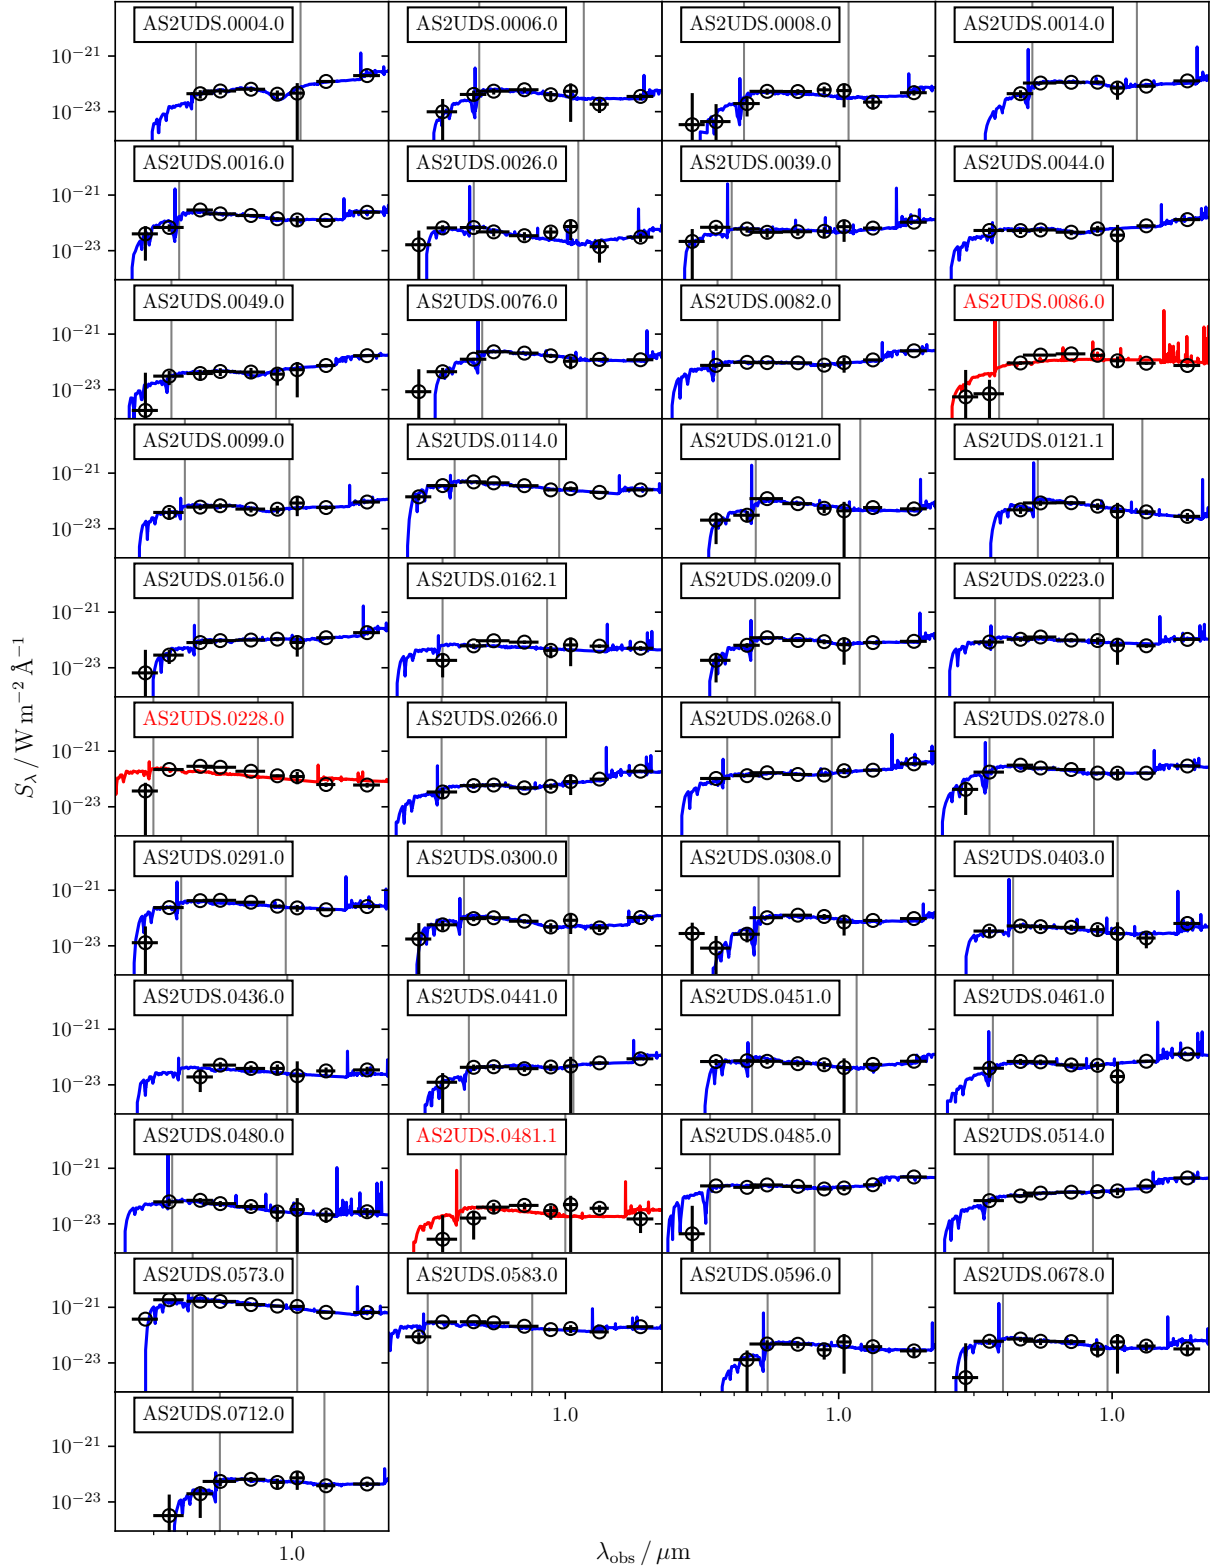 AS2UDS.0004.0 AS2UDS.0006.0 AS2UDS.0008.0 AS2UDS.0014.0
10⁻²¹
10⁻²³
AS2UDS.0016.0 AS2UDS.0026.0 AS2UDS.0039.0 AS2UDS.0044.0
10⁻²¹
10⁻²³
AS2UDS.0049.0 AS2UDS.0076.0 AS2UDS.0082.0 AS2UDS.0086.0
10⁻²¹
10⁻²³
AS2UDS.0099.0 AS2UDS.0114.0 AS2UDS.0121.0 AS2UDS.0121.1
10⁻²¹
10⁻²³
AS2UDS.0156.0 AS2UDS.0162.1 AS2UDS.0209.0 AS2UDS.0223.0
10⁻²¹
10⁻²³
S_λ / W m⁻² Å⁻¹
AS2UDS.0228.0 AS2UDS.0266.0 AS2UDS.0268.0 AS2UDS.0278.0
10⁻²¹
10⁻²³
AS2UDS.0291.0 AS2UDS.0300.0 AS2UDS.0308.0 AS2UDS.0403.0
10⁻²¹
10⁻²³
AS2UDS.0436.0 AS2UDS.0441.0 AS2UDS.0451.0 AS2UDS.0461.0
10⁻²¹
10⁻²³
AS2UDS.0480.0 AS2UDS.0481.1 AS2UDS.0485.0 AS2UDS.0514.0
10⁻²¹
10⁻²³
AS2UDS.0573.0 AS2UDS.0583.0 AS2UDS.0596.0 AS2UDS.0678.0
10⁻²¹
10⁻²³
AS2UDS.0712.0
1.0 1.0 1.0
10⁻²¹
10⁻²³
1.0
λ_obs / μm